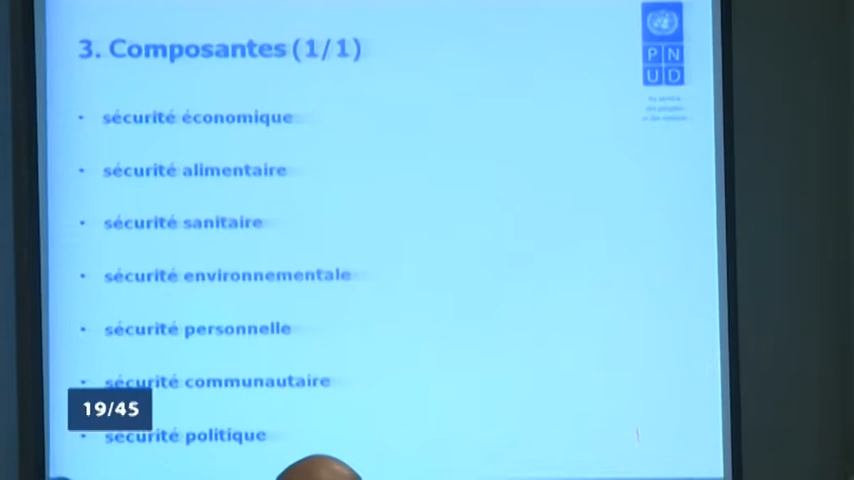 3. Composantes (1/1)
P N
U D
• sécurité économique
• sécurité alimentaire
• sécurité sanitaire
• sécurité environnementale
• sécurité personnelle
• sécurité communautaire
19/45
• sécurité politique